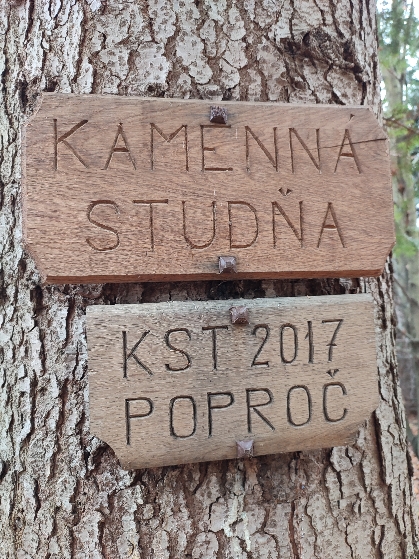 KAMENNÁ
STUDŇA
KST 2017
POPROČ